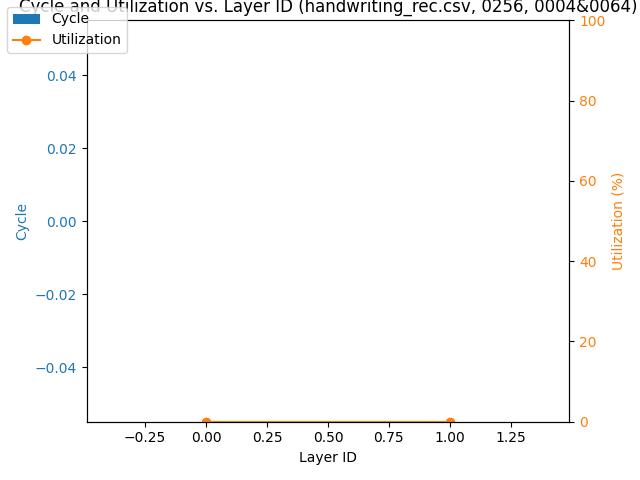 Cycle and Utilization vs. Layer ID (handwriting_rec.csv, 0256, 0004&0064)
Cycle
Utilization
0.04
0.02
0.00
−0.02
−0.04
Cycle
100
80
60
40
20
0
Utilization (%)
−0.25 0.00 0.25 0.50 0.75 1.00 1.25
Layer ID